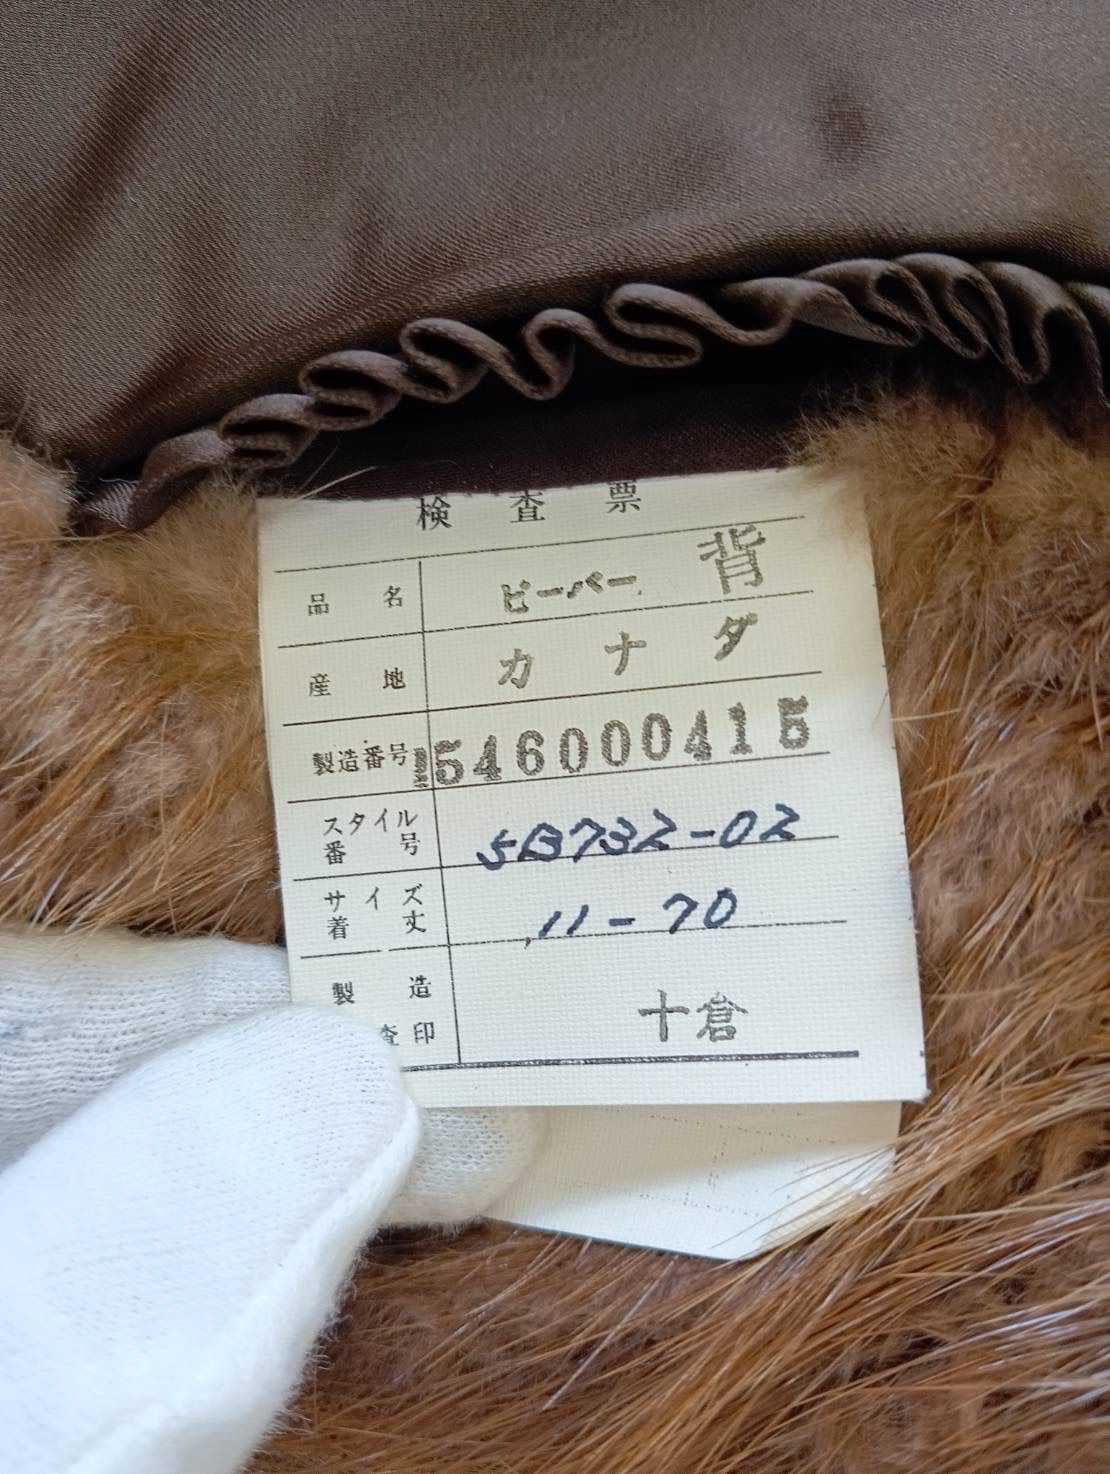 検 査 票
品 名 ビーバー 背
産 地 カ ナ ダ
製造番号 546000415
スタイル
番 号 5B732-02
サ イ ズ
着 丈 11-70
製 造
査印 十倉